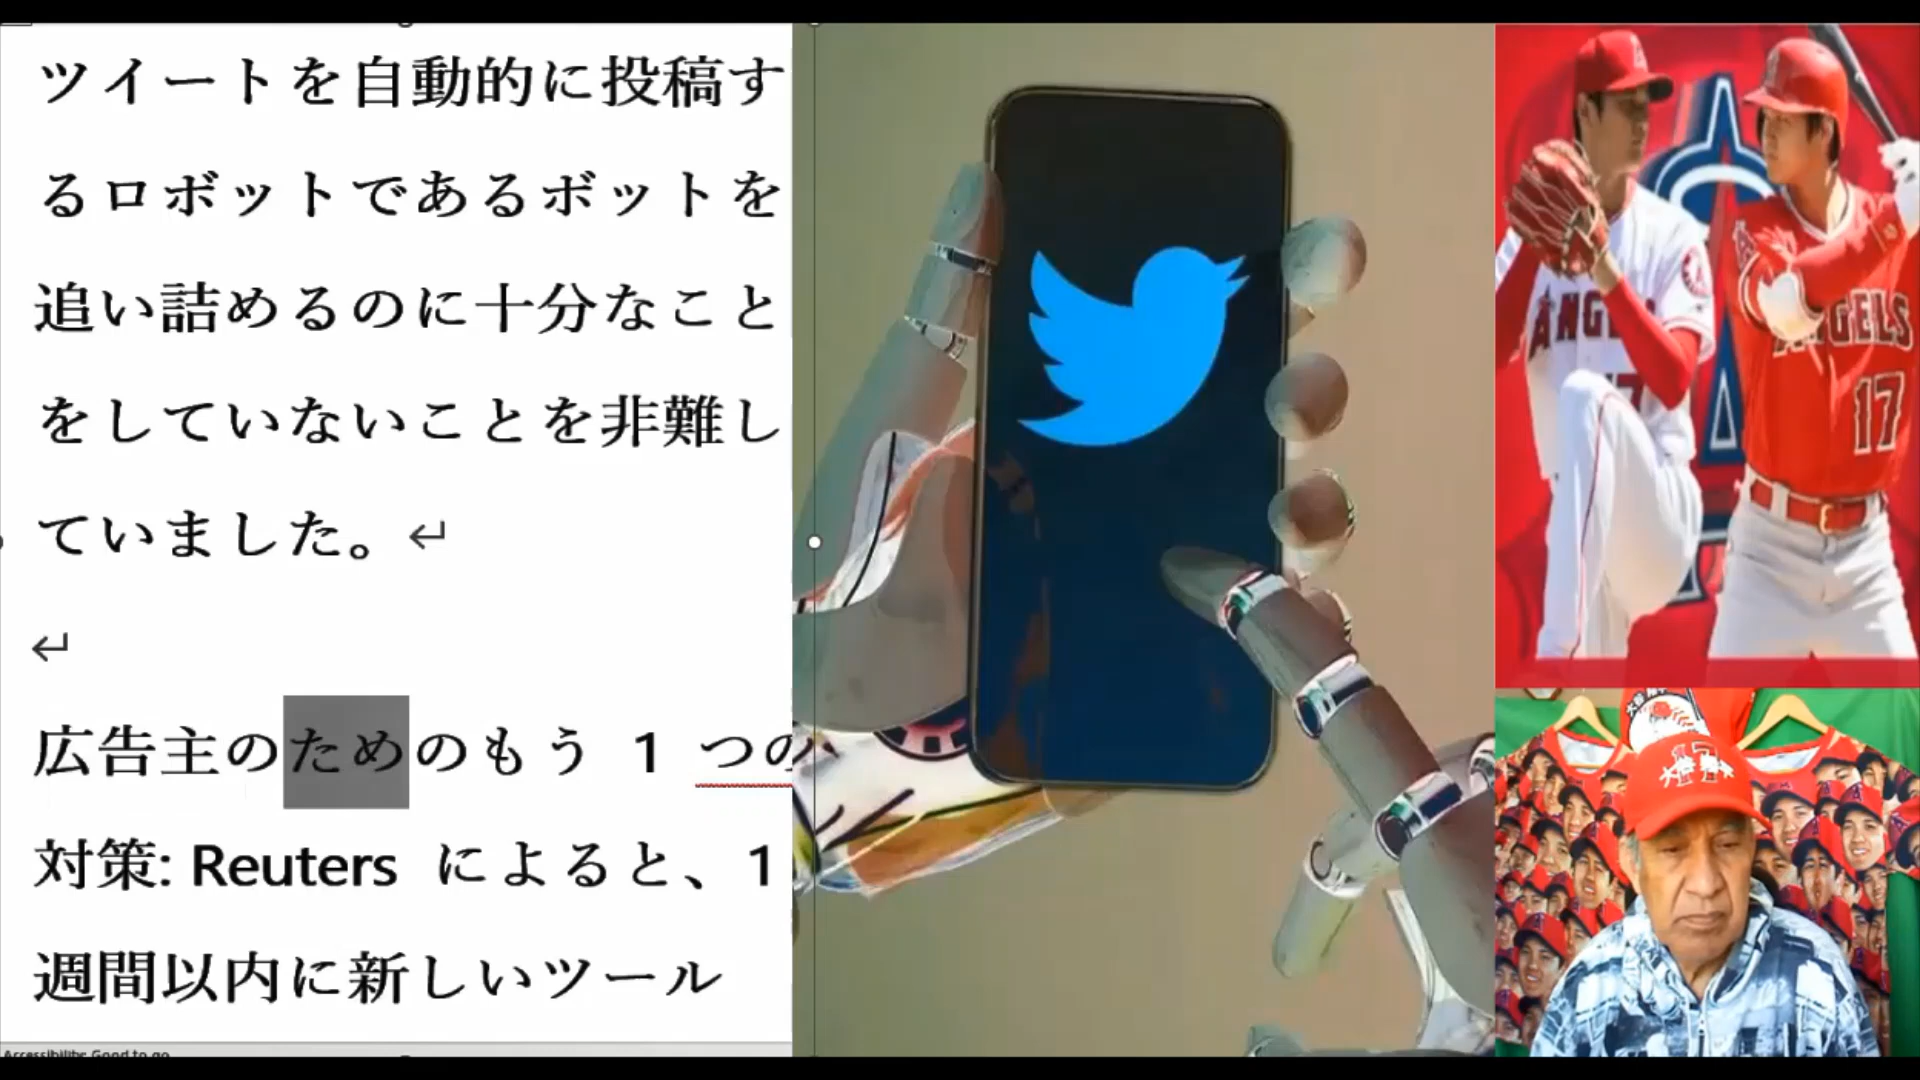 ツイートを自動的に投稿す
るロボットであるボットを
追い詰めるのに十分なこと
をしていないことを非難し
ていました。
広告主のためのもう 1 つの
対策: Reuters によると、1
週間以内に新しいツール
Accessibility: Good to go
ANGELS
17